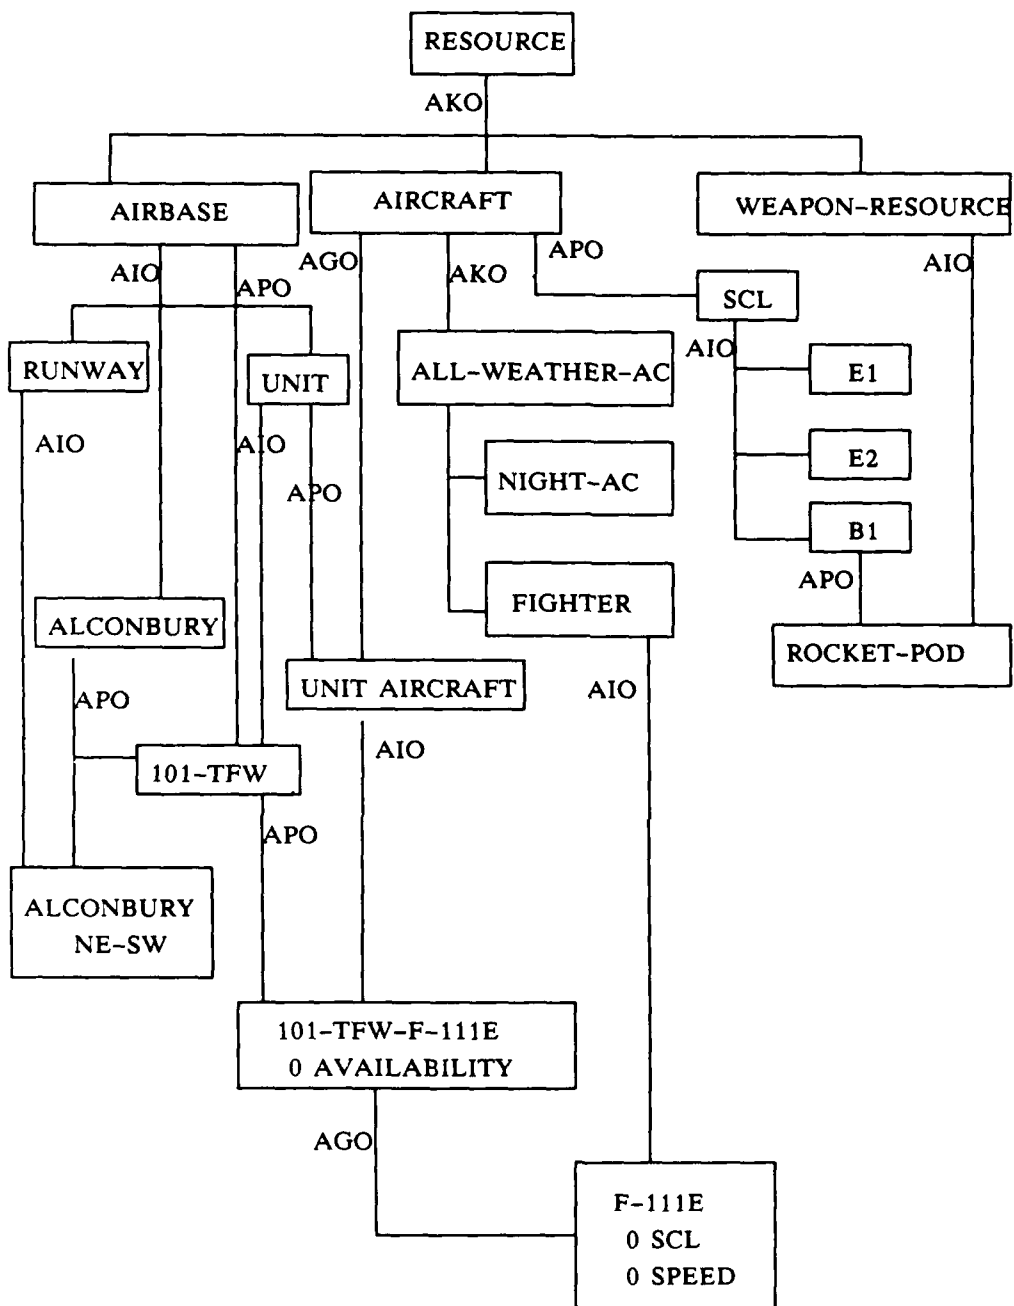 RESOURCE
AKO
AIRBASE
AIRCRAFT
WEAPON-RESOURCE
AIO
APO
AGO
AKO
APO
AIO
SCL
RUNWAY
UNIT
ALL-WEATHER-AC
AIO
E1
AIO
AIO
APO
NIGHT-AC
E2
B1
APO
FIGHTER
ALCONBURY
ROCKET-POD
APO
UNIT AIRCRAFT
AIO
AIO
101-TFW
APO
ALCONBURY
NE-SW
101-TFW-F-111E
0 AVAILABILITY
AGO
F-111E
0 SCL
0 SPEED